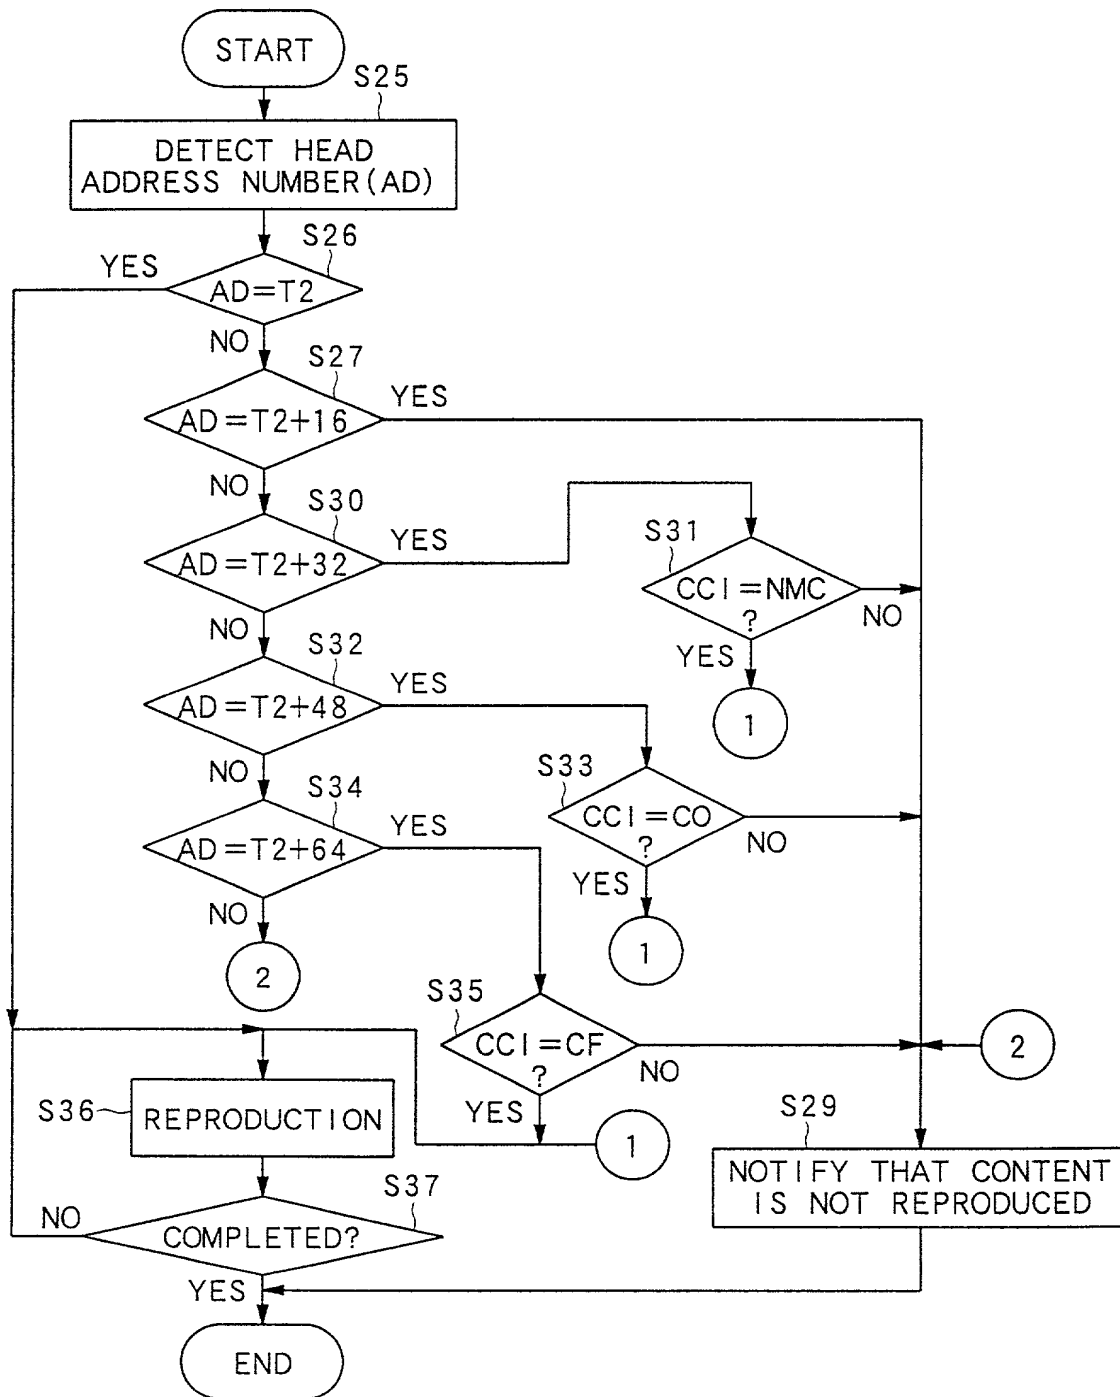 START
S25
DETECT HEAD
ADDRESS NUMBER(AD)
S26
YES
AD=T2
NO
S27
YES
AD=T2+16
NO
S30
YES
AD=T2+32
S31
CCI=NMC
?
NO
YES
NO
1
S32
YES
AD=T2+48
S33
CCI=CO
?
NO
YES
NO
1
S34
YES
AD=T2+64
NO
2
S35
CCI=CF
?
NO
YES
2
1
S36
REPRODUCTION
S29
NOTIFY THAT CONTENT
IS NOT REPRODUCED
S37
NO
COMPLETED?
YES
END